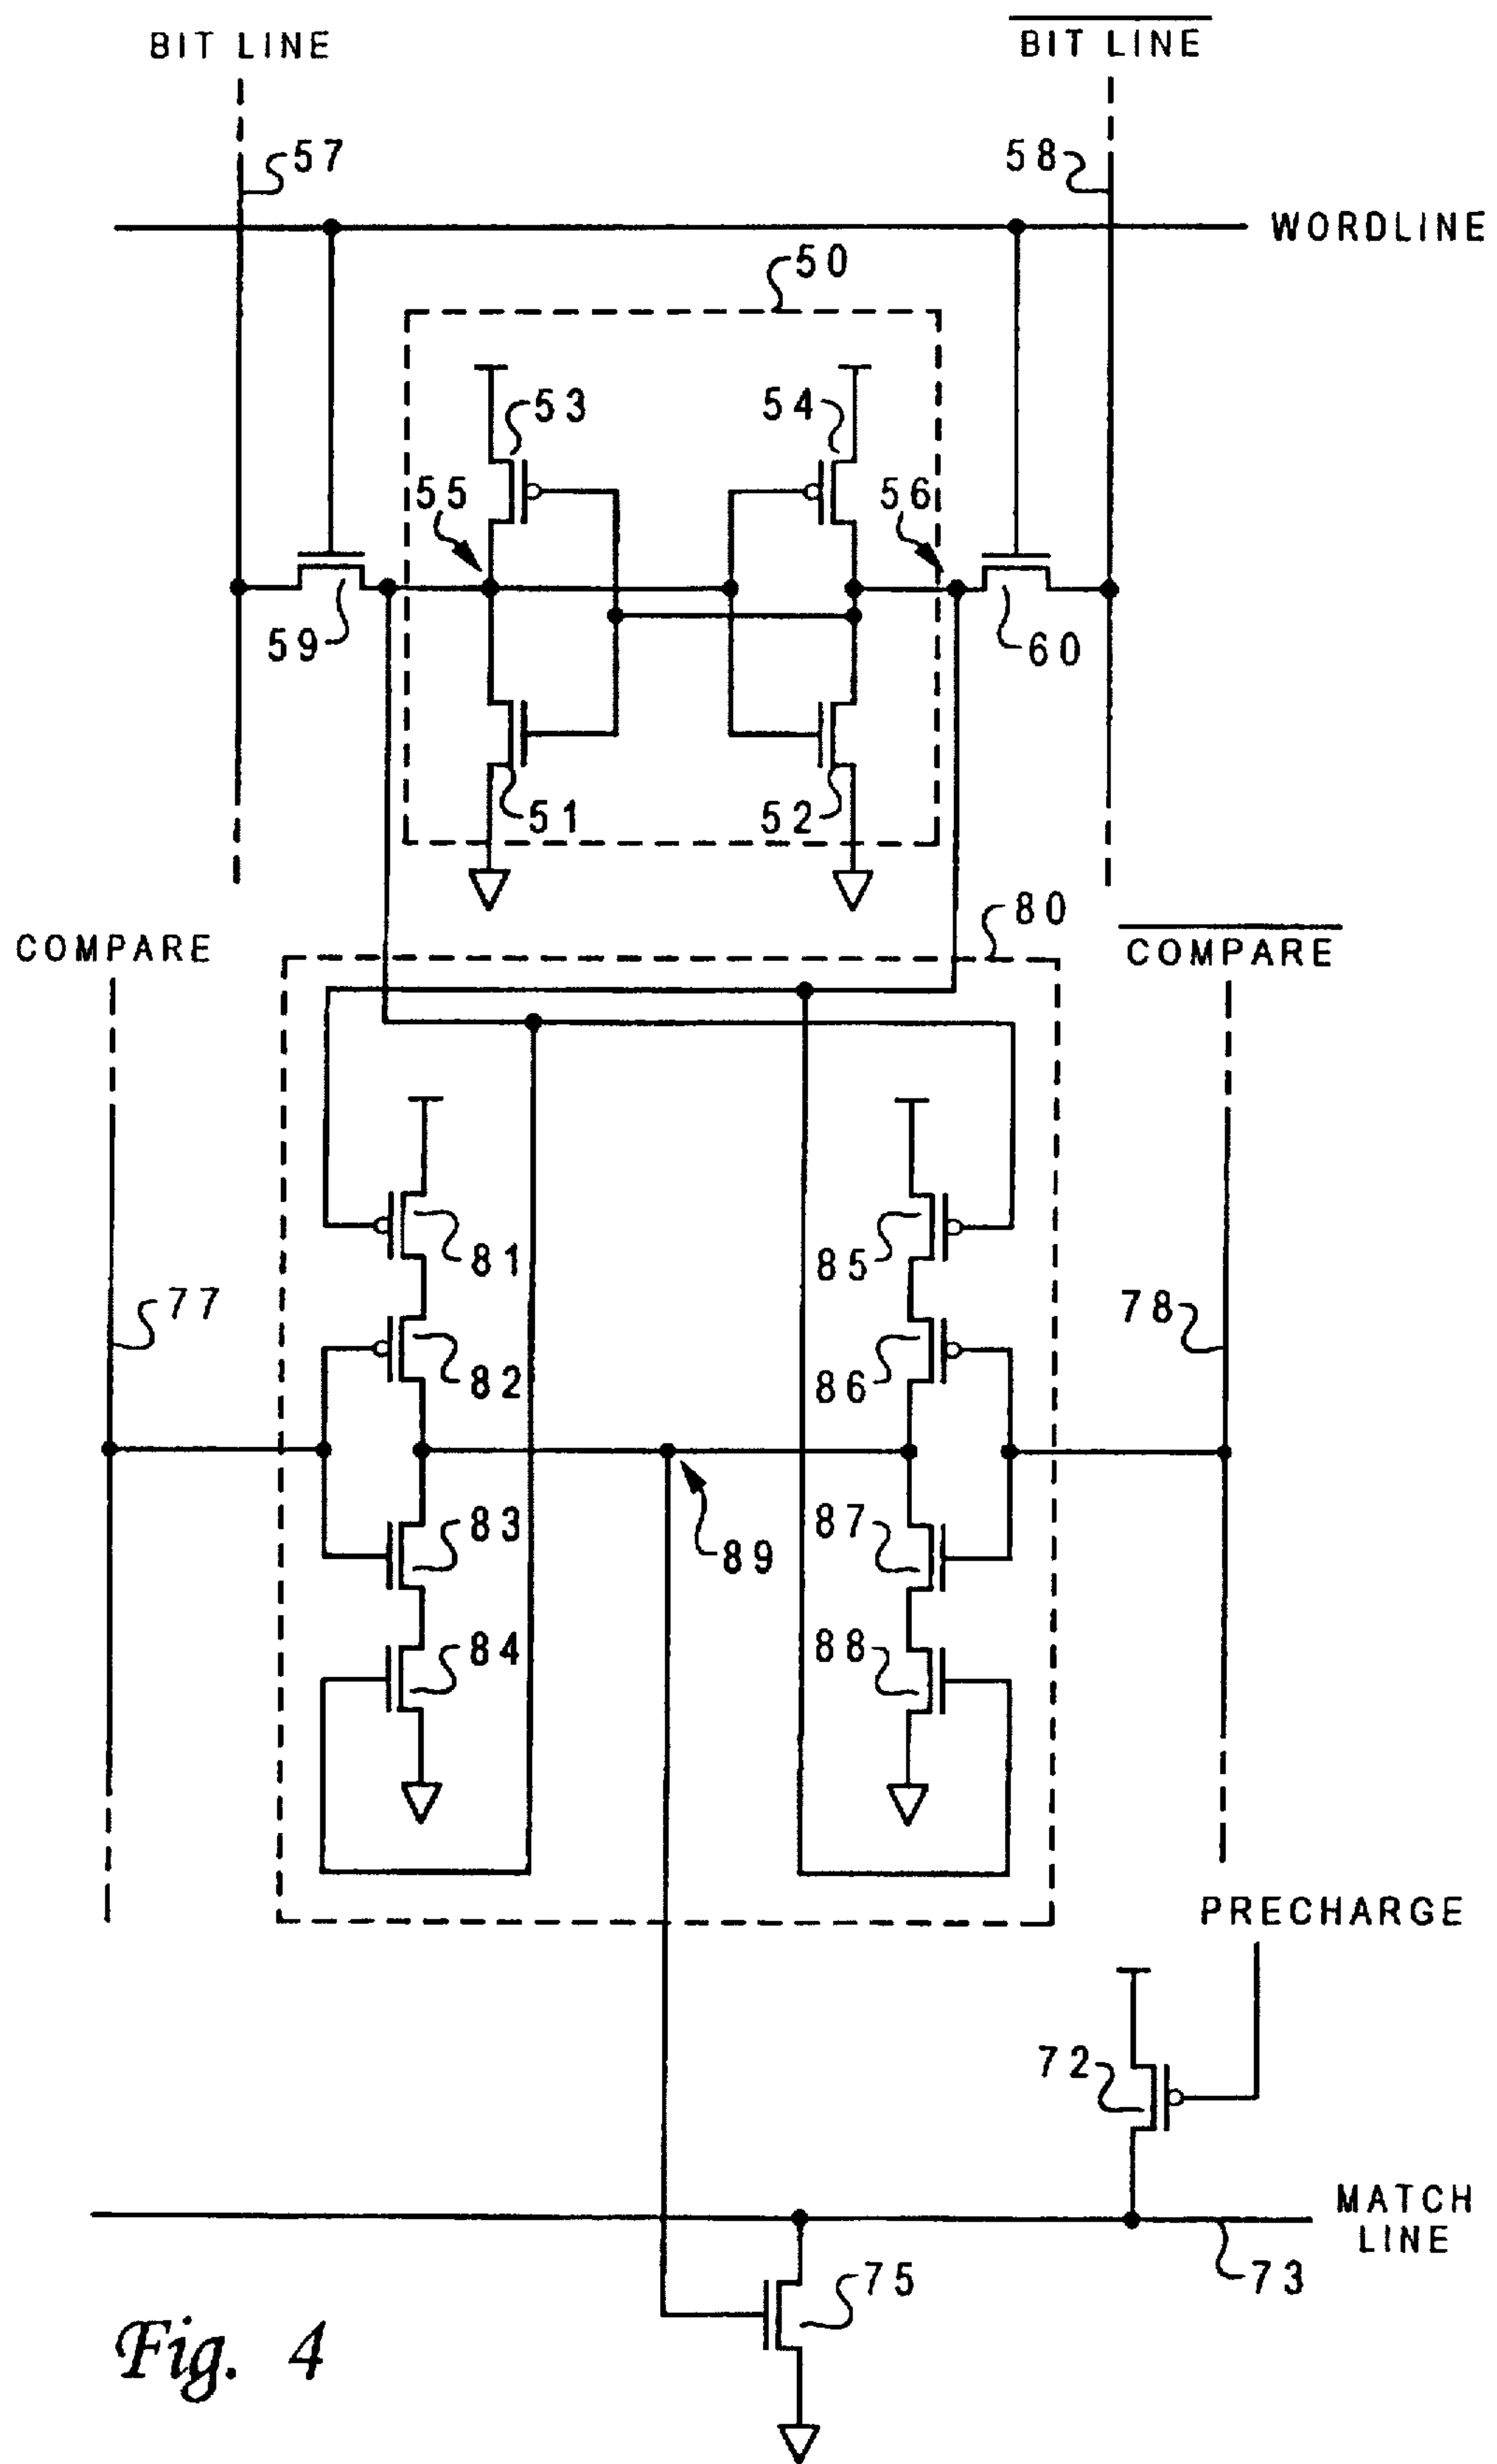 BIT LINE
BIT LINE
57
58
WORDLINE
50
53
54
55
56
59
60
51
52
80
COMPARE
COMPARE
81
85
77
78
82
86
83
87
89
84
88
PRECHARGE
72
MATCH
LINE
73
75
Fig. 4